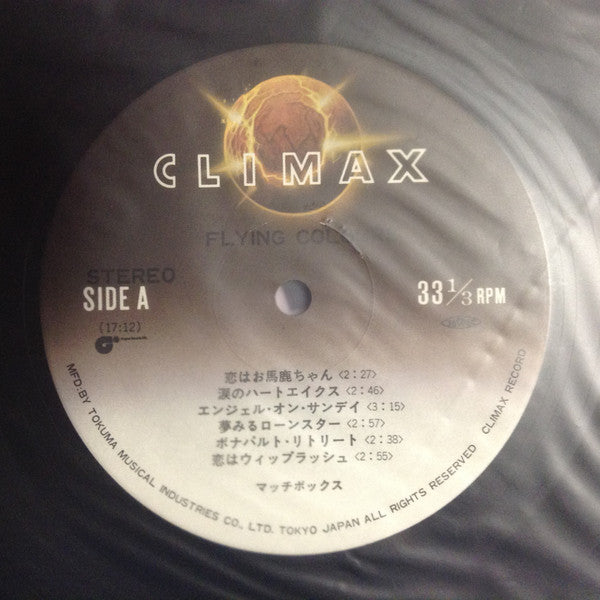 CLIMAX
FLYING COL
STEREO
SIDE A
33 1/3 RPM
(17:12)
恋はお馬鹿ちゃん <2:27>
涙のハートエイクス <2:46>
エンジェル・オン・サンデイ <3:15>
夢みるローンスター <2:57>
ボナパルト・リトリート <2:38>
恋はウィップラッシュ <2:55>
マッチボックス
MFD:BY TOKUMA MUSICAL INDUSTRIES CO., LTD. TOKYO JAPAN ALL RIGHTS RESERVED CLIMAX RECORD